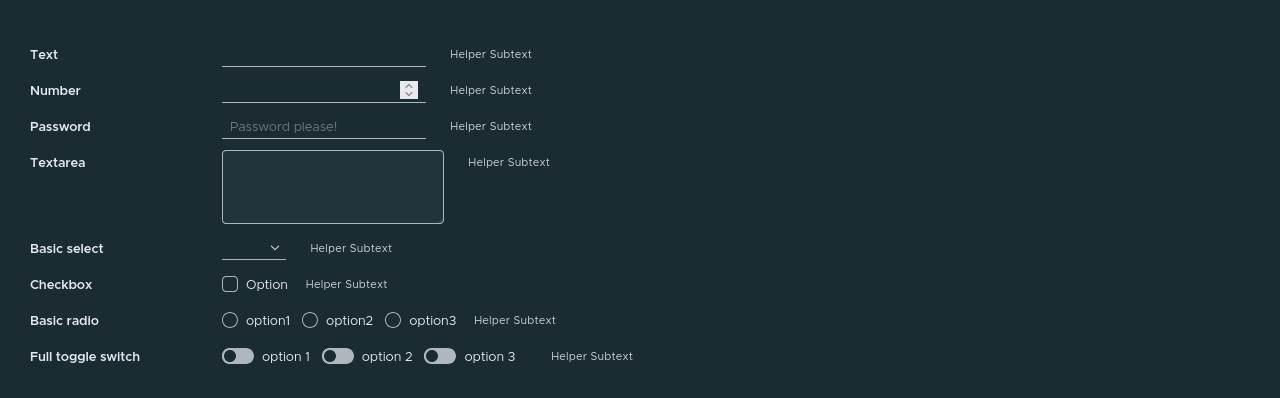 Text Helper Subtext
Number Helper Subtext
Password Password please! Helper Subtext
Textarea Helper Subtext
Basic select Helper Subtext
Checkbox Option Helper Subtext
Basic radio option1 option2 option3 Helper Subtext
Full toggle switch option 1 option 2 option 3 Helper Subtext